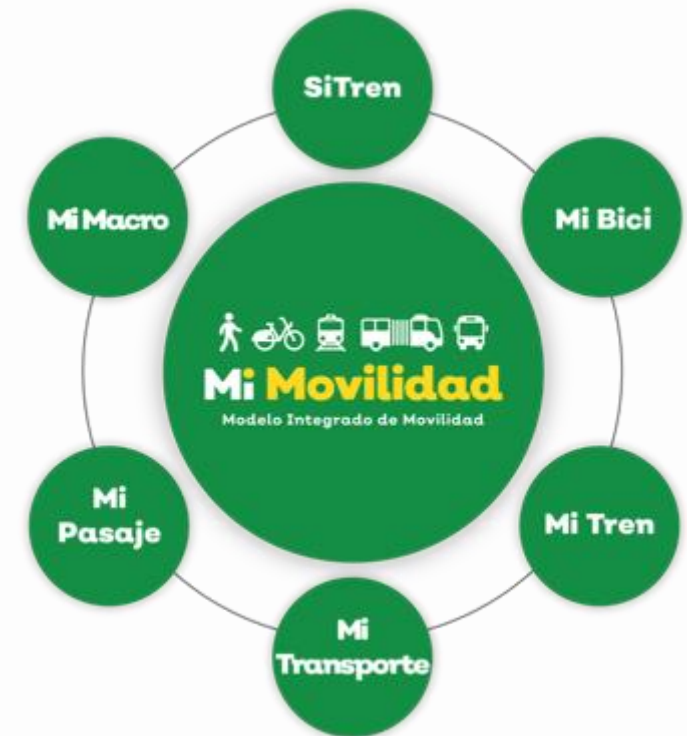 SiTren
Mi Macro
Mi Bici
Mi Movilidad
Modelo Integrado de Movilidad
Mi
Pasaje
Mi Tren
Mi
Transporte